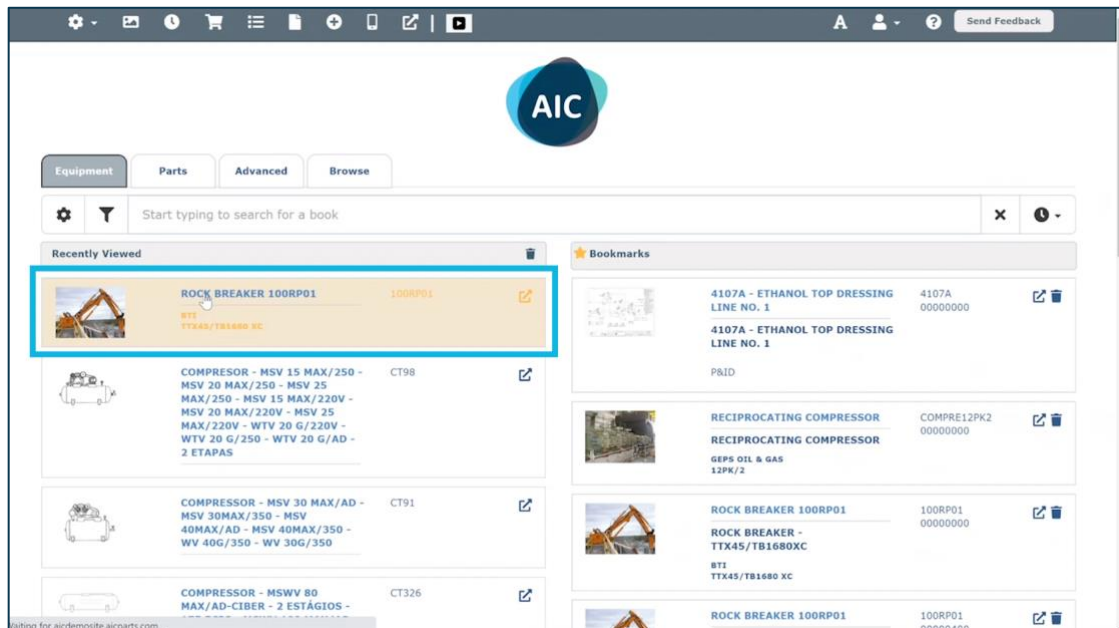 A
Send Feedback
AIC
Equipment
Parts
Advanced
Browse
Start typing to search for a book
Recently Viewed
ROCK BREAKER 100RP01
100RP01
BTI
TTX45/TB1680 XC
COMPRESOR - MSV 15 MAX/250 -
MSV 20 MAX/250 - MSV 25
MAX/250 - MSV 15 MAX/220V -
MSV 20 MAX/220V - MSV 25
MAX/220V - WTV 20 G/220V -
WTV 20 G/250 - WTV 20 G/AD -
2 ETAPAS
CT98
COMPRESSOR - MSV 30 MAX/AD -
MSV 30MAX/350 - MSV
40MAX/AD - MSV 40MAX/350 -
WV 40G/350 - WV 30G/350
CT91
COMPRESSOR - MSWV 80
MAX/AD-CIBER - 2 ESTÁGIOS -
CT326
Waiting for aicdemosite.aicparts.com
Bookmarks
4107A - ETHANOL TOP DRESSING
LINE NO. 1
4107A
00000000
4107A - ETHANOL TOP DRESSING
LINE NO. 1
P&ID
RECIPROCATING COMPRESSOR
COMPRE12PK2
00000000
RECIPROCATING COMPRESSOR
GEPS OIL & GAS
12PK/2
ROCK BREAKER 100RP01
100RP01
00000000
ROCK BREAKER -
TTX45/TB1680XC
BTI
TTX45/TB1680 XC
ROCK BREAKER 100RP01
100RP01